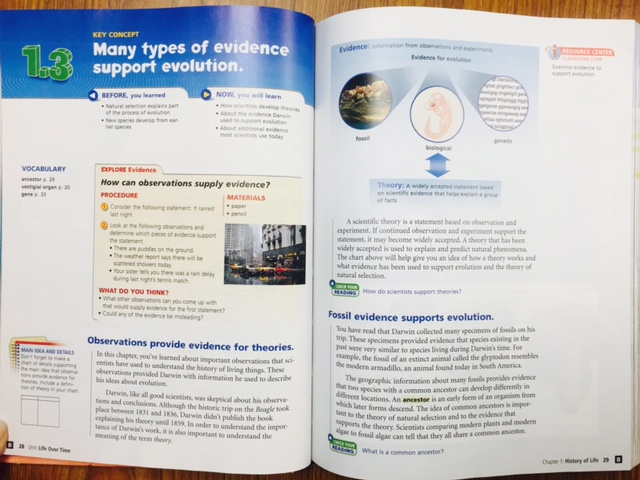 KEY CONCEPT
1.3
Many types of evidence
support evolution.
BEFORE, you learned
• Natural selection explains part
of the process of evolution
• New species develop from ear-
lier species
NOW, you will learn
• How scientists develop theories
• About the evidence Darwin
used to support evolution
• About additional evidence
most scientists use today
VOCABULARY
ancestor p. 29
vestigial organ p. 30
gene p. 33
EXPLORE Evidence
How can observations supply evidence?
PROCEDURE
1 Consider the following statement: It rained
last night.
2 Look at the following observations and
determine which pieces of evidence support
the statement.
• There are puddles on the ground.
• The weather report says there will be
scattered showers today.
• Your sister tells you there was a rain delay
during last night's tennis match.
MATERIALS
• paper
• pencil
WHAT DO YOU THINK?
• What other observations can you come up with
that would supply evidence for the first statement?
• Could any of the evidence be misleading?
MAIN IDEA AND DETAILS
Don't forget to make a
chart of details supporting
the main idea that observa-
tions provide evidence for
theories. Include a defini-
tion of theory in your chart.
Observations provide evidence for theories.
In this chapter, you've learned about important observations that sci-
entists have used to understand the history of living things. These
observations provided Darwin with information he used to describe
his ideas about evolution.
Darwin, like all good scientists, was skeptical about his observa-
tions and conclusions. Although the historic trip on the Beagle took
place between 1831 and 1836, Darwin didn't publish the book
explaining his theory until 1859. In order to understand the impor-
tance of Darwin's work, it is also important to understand the
meaning of the term theory.
B 28 Unit: Life Over Time
Evidence: Information from observations and experiments
Evidence for evolution.
fossil
biological
genetic
Theory: A widely accepted statement based
on scientific evidence that helps explain a group
of facts
RESOURCE CENTER
CLASSZONE.COM
Examine evidence to
support evolution.
A scientific theory is a statement based on observation and
experiment. If continued observation and experiment support the
statement, it may become widely accepted. A theory that has been
widely accepted is used to explain and predict natural phenomena.
The chart above will help give you an idea of how a theory works and
what evidence has been used to support evolution and the theory of
natural selection.
CHECK YOUR
READING
How do scientists support theories?
Fossil evidence supports evolution.
You have read that Darwin collected many specimens of fossils on his
trip. These specimens provided evidence that species existing in the
past were very similar to species living during Darwin's time. For
example, the fossil of an extinct animal called the glyptodon resembles
the modern armadillo, an animal found today in South America.
The geographic information about many fossils provides evidence
that two species with a common ancestor can develop differently in
different locations. An ancestor is an early form of an organism from
which later forms descend. The idea of common ancestors is impor-
tant to the theory of natural selection and to the evidence that
supports the theory. Scientists comparing modern plants and modern
algae to fossil algae can tell that they all share a common ancestor.
CHECK YOUR
READING
What is a common ancestor?
Chapter 1: History of Life 29 B